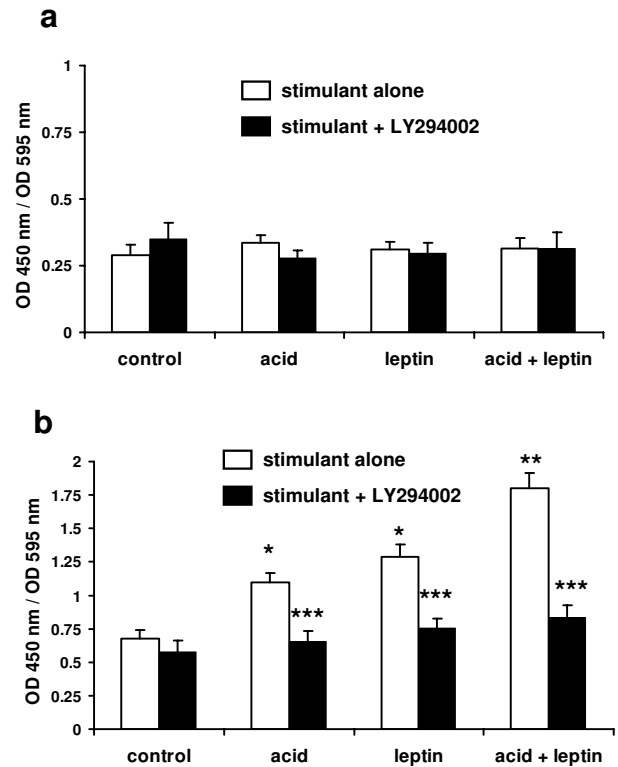 a
1
0.75
0.5
0.25
0
OD 450 nm / OD 595 nm
stimulant alone
stimulant + LY294002
control acid leptin acid + leptin
b
2
1.75
1.5
1.25
1
0.75
0.5
0.25
0
OD 450 nm / OD 595 nm
stimulant alone
stimulant + LY294002
**
* *
*** *** ***
control acid leptin acid + leptin